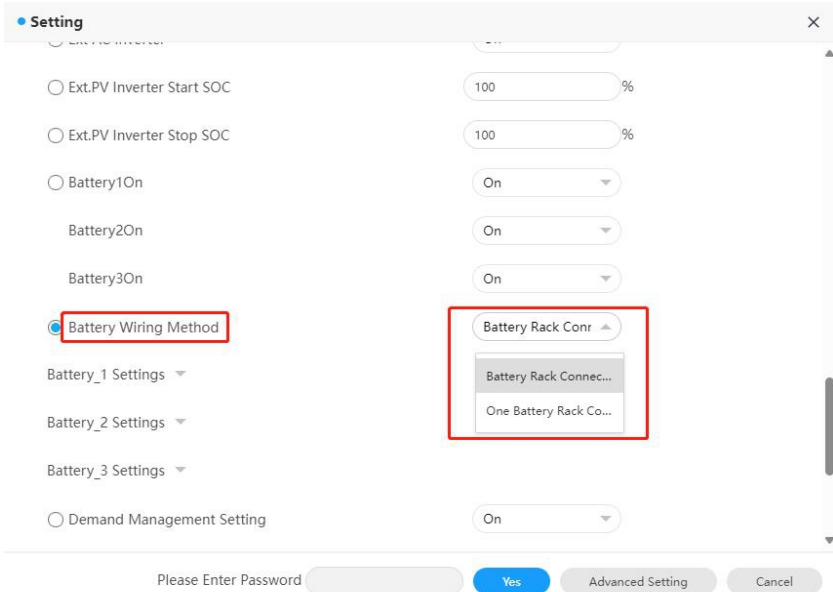 Setting
Ext.PV Inverter Start SOC 100 %
Ext.PV Inverter Stop SOC 100 %
Battery1On On
Battery2On On
Battery3On On
Battery Wiring Method Battery Rack Conr
Battery_1 Settings Battery Rack Connec...
One Battery Rack Co...
Battery_2 Settings
Battery_3 Settings
Demand Management Setting On
Please Enter Password Yes Advanced Setting Cancel